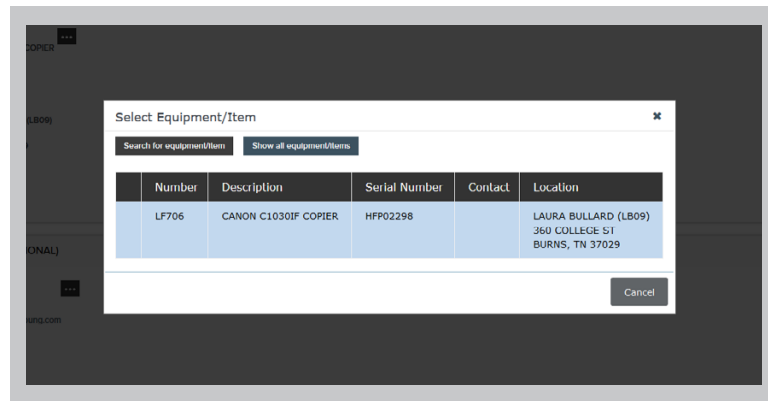 ...
COPIER
(LB09)
Select Equipment/Item
✖
Search for equipment/item
Show all equipment/items
Number Description Serial Number Contact Location
LF706 CANON C1030IF COPIER HFP02298 LAURA BULLARD (LB09)
360 COLLEGE ST
BURNS, TN 37029
IONAL)
...
Cancel
ung.com